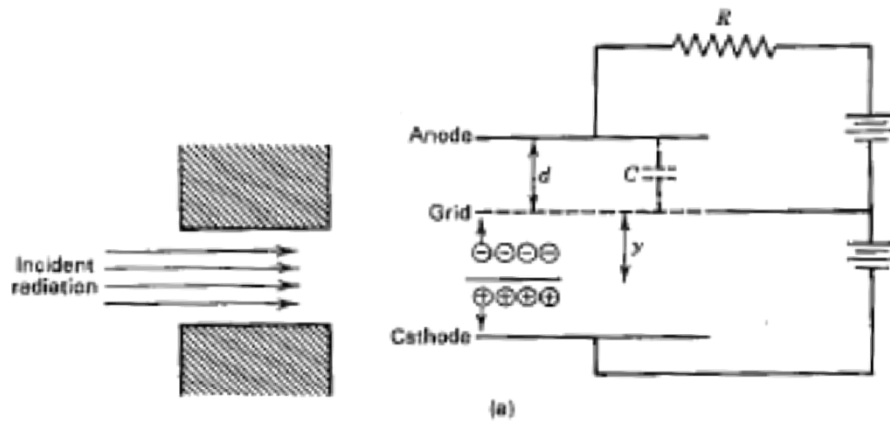 R
Anode
d
C
Grid
y
Incident
radiation
Cathode
(a)